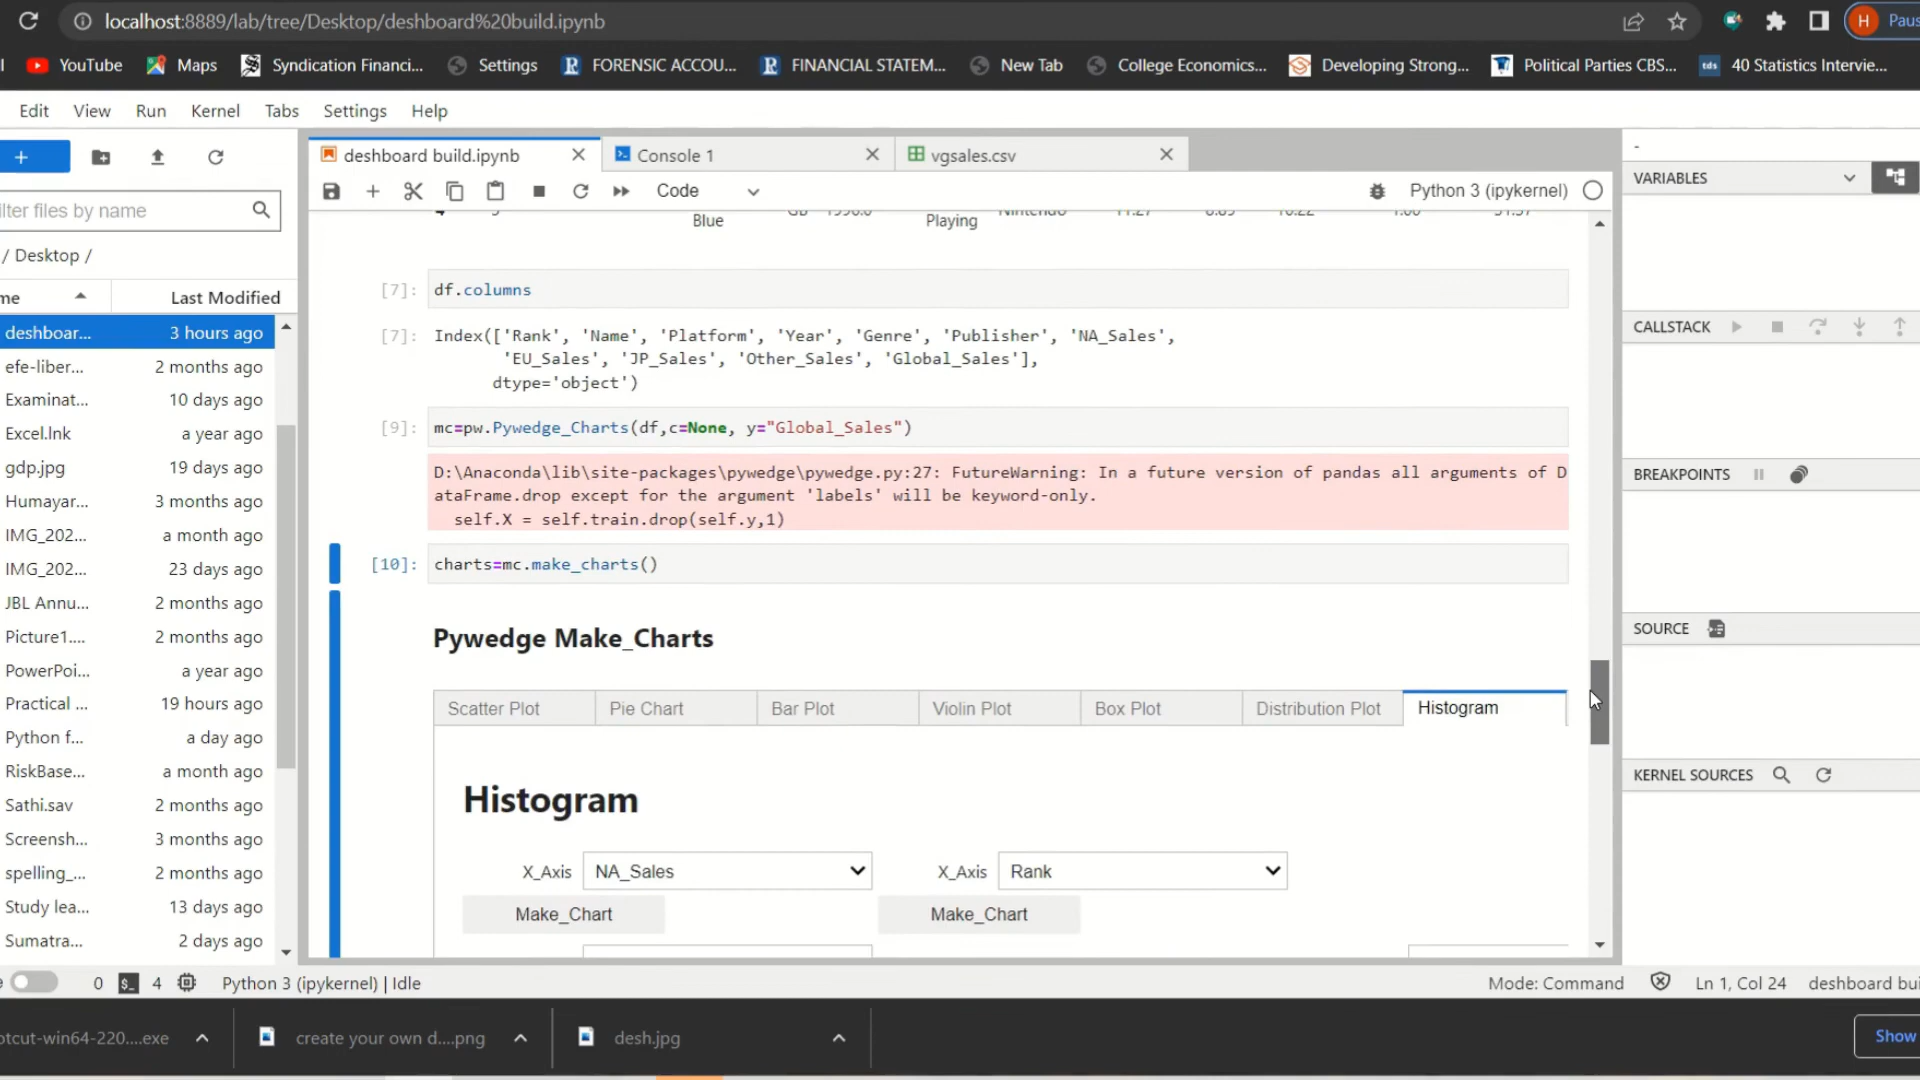 localhost:8889/lab/tree/Desktop/deshboard%20build.ipynb
H
Paus
YouTube
Maps
Syndication Financi...
Settings
FORENSIC ACCOU...
FINANCIAL STATEM...
New Tab
College Economics...
Developing Strong...
Political Parties CBS...
tds
40 Statistics Intervie...
Edit
View
Run
Kernel
Tabs
Settings
Help
deshboard build.ipynb
Console 1
vgsales.csv
Code
Python 3 (ipykernel)
ilter files by name
/ Desktop /
me
Last Modified
deshboar... 3 hours ago
efe-liber... 2 months ago
Examinat... 10 days ago
Excel.lnk a year ago
gdp.jpg 19 days ago
Humayar... 3 months ago
IMG_202... a month ago
IMG_202... 23 days ago
JBL Annu... 2 months ago
Picture1.... 2 months ago
PowerPoi... a year ago
Practical ... 19 hours ago
Python f... a day ago
RiskBase... a month ago
Sathi.sav 2 months ago
Screensh... 3 months ago
spelling_... 2 months ago
Study lea... 13 days ago
Sumatra... 2 days ago
Blue
Playing
[7]: df.columns
[7]: Index(['Rank', 'Name', 'Platform', 'Year', 'Genre', 'Publisher', 'NA_Sales',
'EU_Sales', 'JP_Sales', 'Other_Sales', 'Global_Sales'],
dtype='object')
[9]: mc=pw.Pywedge_Charts(df,c=None, y="Global_Sales")
D:\Anaconda\lib\site-packages\pywedge\pywedge.py:27: FutureWarning: In a future version of pandas all arguments of D
ataFrame.drop except for the argument 'labels' will be keyword-only.
self.X = self.train.drop(self.y,1)
[10]: charts=mc.make_charts()
Pywedge Make_Charts
Scatter Plot
Pie Chart
Bar Plot
Violin Plot
Box Plot
Distribution Plot
Histogram
Histogram
X_Axis NA_Sales
X_Axis Rank
Make_Chart
Make_Chart
-
VARIABLES
CALLSTACK
BREAKPOINTS
SOURCE
KERNEL SOURCES
0
4
Python 3 (ipykernel) | Idle
Mode: Command
Ln 1, Col 24
deshboard bui
otcut-win64-220....exe
create your own d....png
desh.jpg
Show